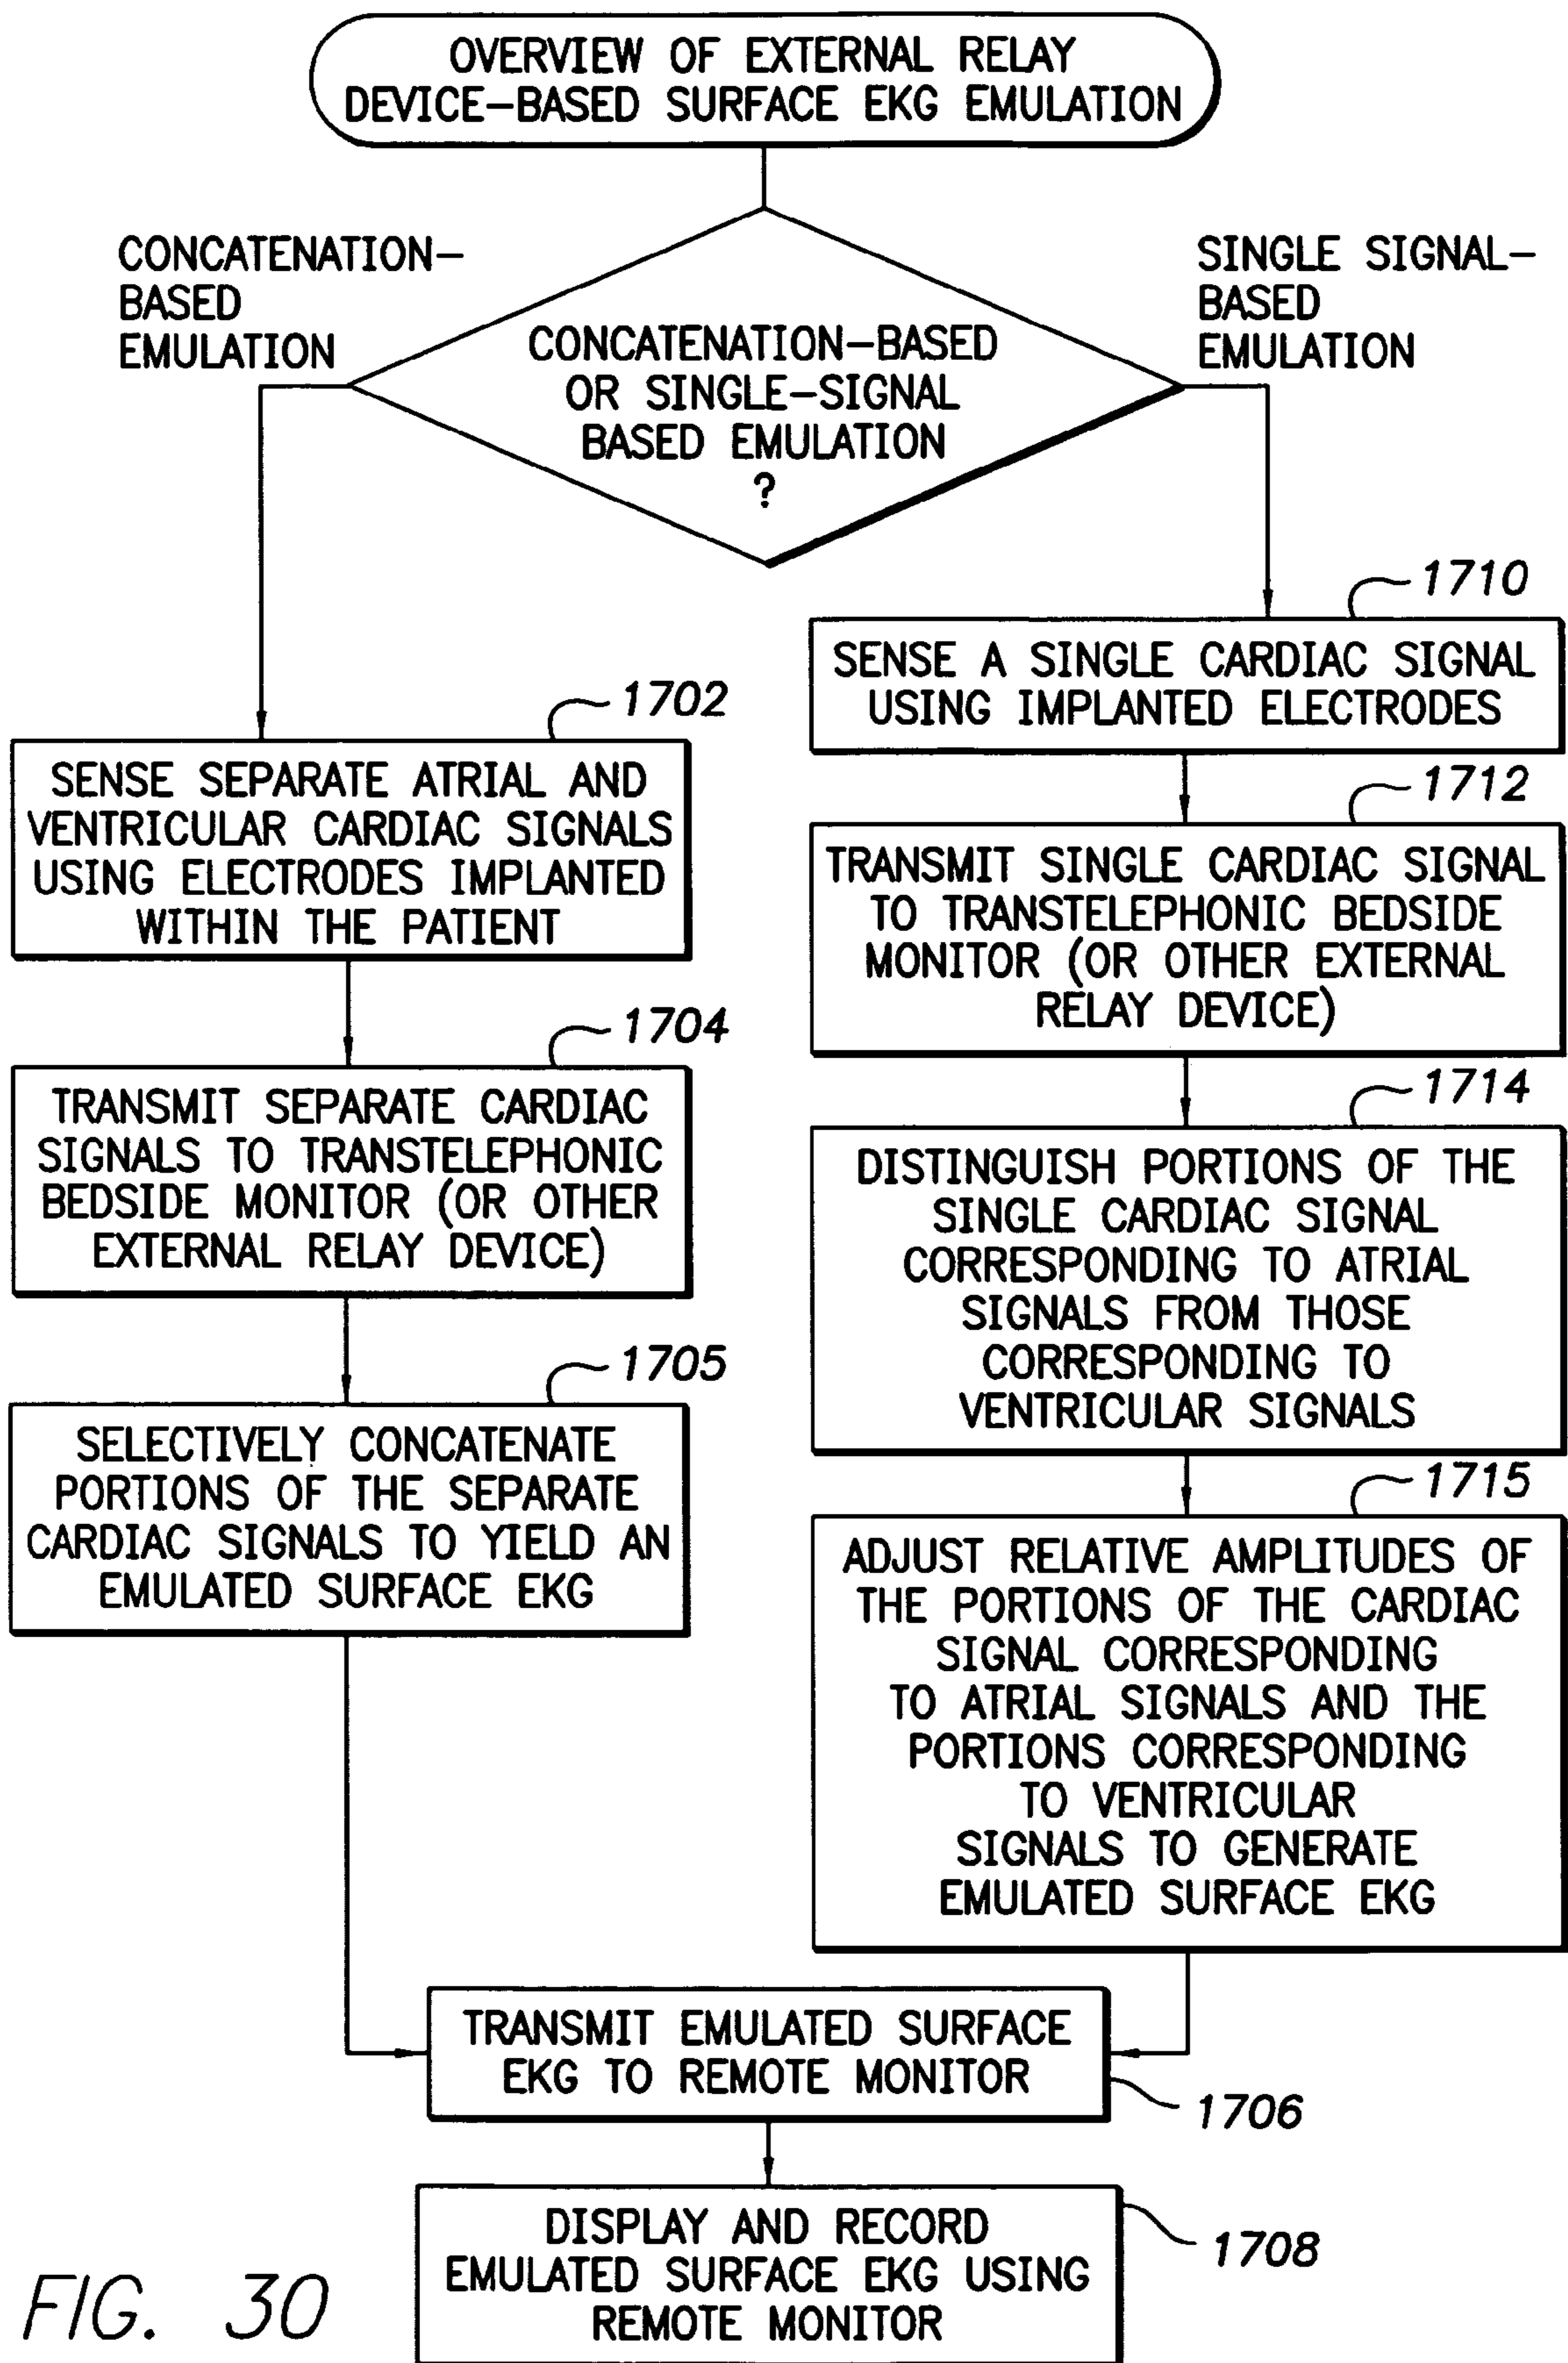 OVERVIEW OF EXTERNAL RELAY
DEVICE-BASED SURFACE EKG EMULATION
CONCATENATION-
BASED
EMULATION
CONCATENATION-BASED
OR SINGLE-SIGNAL
BASED EMULATION
?
SINGLE SIGNAL-
BASED
EMULATION
1702
SENSE SEPARATE ATRIAL AND
VENTRICULAR CARDIAC SIGNALS
USING ELECTRODES IMPLANTED
WITHIN THE PATIENT
1704
TRANSMIT SEPARATE CARDIAC
SIGNALS TO TRANSTELEPHONIC
BEDSIDE MONITOR (OR OTHER
EXTERNAL RELAY DEVICE)
1705
SELECTIVELY CONCATENATE
PORTIONS OF THE SEPARATE
CARDIAC SIGNALS TO YIELD AN
EMULATED SURFACE EKG
1710
SENSE A SINGLE CARDIAC SIGNAL
USING IMPLANTED ELECTRODES
1712
TRANSMIT SINGLE CARDIAC SIGNAL
TO TRANSTELEPHONIC BEDSIDE
MONITOR (OR OTHER EXTERNAL
RELAY DEVICE)
1714
DISTINGUISH PORTIONS OF THE
SINGLE CARDIAC SIGNAL
CORRESPONDING TO ATRIAL
SIGNALS FROM THOSE
CORRESPONDING TO
VENTRICULAR SIGNALS
1715
ADJUST RELATIVE AMPLITUDES OF
THE PORTIONS OF THE CARDIAC
SIGNAL CORRESPONDING
TO ATRIAL SIGNALS AND THE
PORTIONS CORRESPONDING
TO VENTRICULAR
SIGNALS TO GENERATE
EMULATED SURFACE EKG
TRANSMIT EMULATED SURFACE
EKG TO REMOTE MONITOR
1706
DISPLAY AND RECORD
EMULATED SURFACE EKG USING
REMOTE MONITOR
1708
FIG. 30